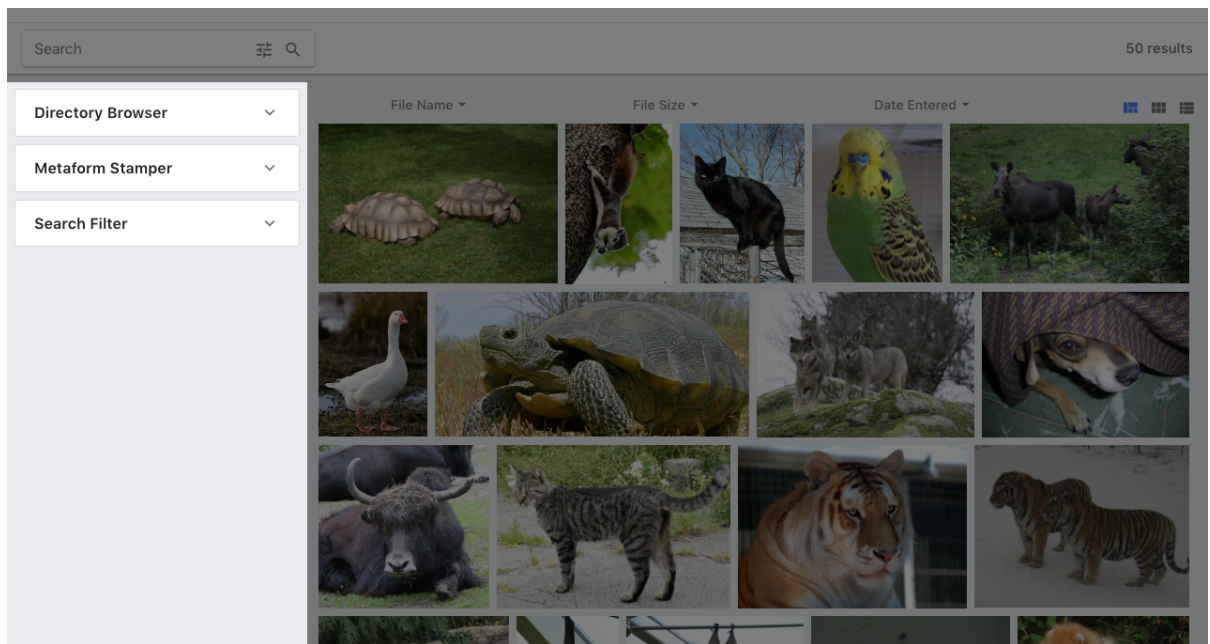 Search
50 results
Directory Browser
Metaform Stamper
Search Filter
File Name
File Size
Date Entered